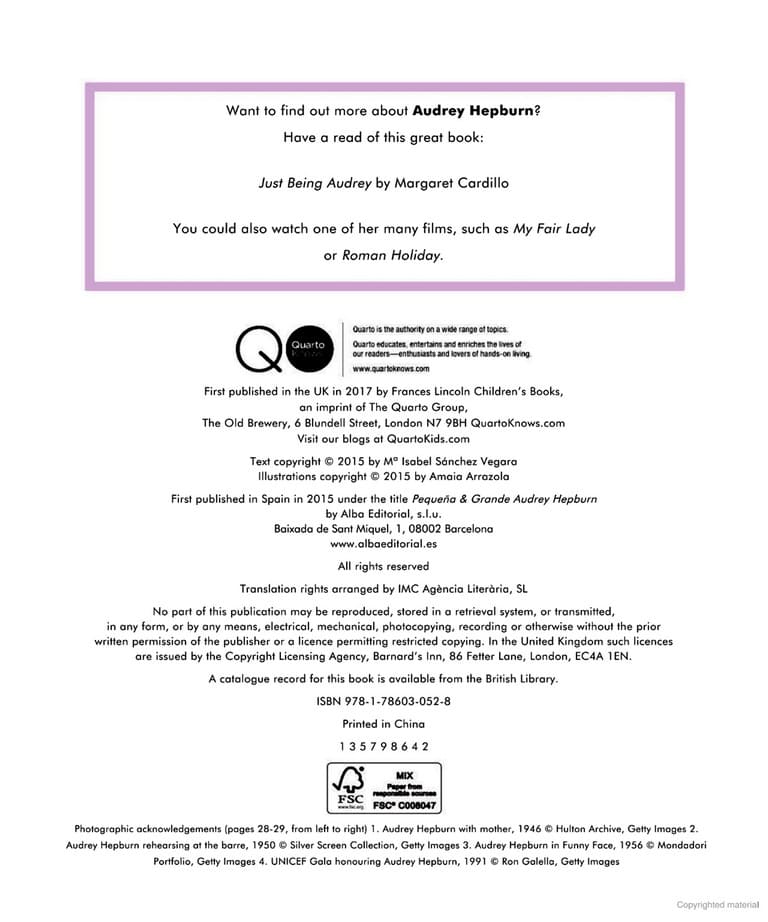 Want to find out more about Audrey Hepburn?
Have a read of this great book:
Just Being Audrey by Margaret Cardillo
You could also watch one of her many films, such as My Fair Lady
or Roman Holiday.
Quarto
Knows
Quarto is the authority on a wide range of topics.
Quarto educates, entertains and enriches the lives of
our readers—enthusiasts and lovers of hands-on living.
www.quartoknows.com
First published in the UK in 2017 by Frances Lincoln Children's Books,
an imprint of The Quarto Group,
The Old Brewery, 6 Blundell Street, London N7 9BH QuartoKnows.com
Visit our blogs at QuartoKids.com
Text copyright © 2015 by Mª Isabel Sánchez Vegara
Illustrations copyright © 2015 by Amaia Arrazola
First published in Spain in 2015 under the title Pequeña & Grande Audrey Hepburn
by Alba Editorial, s.l.u.
Baixada de Sant Miquel, 1, 08002 Barcelona
www.albaeditorial.es
All rights reserved
Translation rights arranged by IMC Agència Literària, SL
No part of this publication may be reproduced, stored in a retrieval system, or transmitted,
in any form, or by any means, electrical, mechanical, photocopying, recording or otherwise without the prior
written permission of the publisher or a licence permitting restricted copying. In the United Kingdom such licences
are issued by the Copyright Licensing Agency, Barnard's Inn, 86 Fetter Lane, London, EC4A 1EN.
A catalogue record for this book is available from the British Library.
ISBN 978-1-78603-052-8
Printed in China
1 3 5 7 9 8 6 4 2
FSC
www.fsc.org
MIX
Paper from
responsible sources
FSC® C008047
Photographic acknowledgements (pages 28-29, from left to right) 1. Audrey Hepburn with mother, 1946 © Hulton Archive, Getty Images 2.
Audrey Hepburn rehearsing at the barre, 1950 © Silver Screen Collection, Getty Images 3. Audrey Hepburn in Funny Face, 1956 © Mondadori
Portfolio, Getty Images 4. UNICEF Gala honouring Audrey Hepburn, 1991 © Ron Galella, Getty Images
Copyrighted material